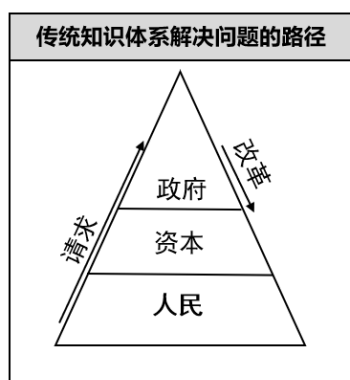 传统知识体系解决问题的路径
改革
政府
请求
资本
人民